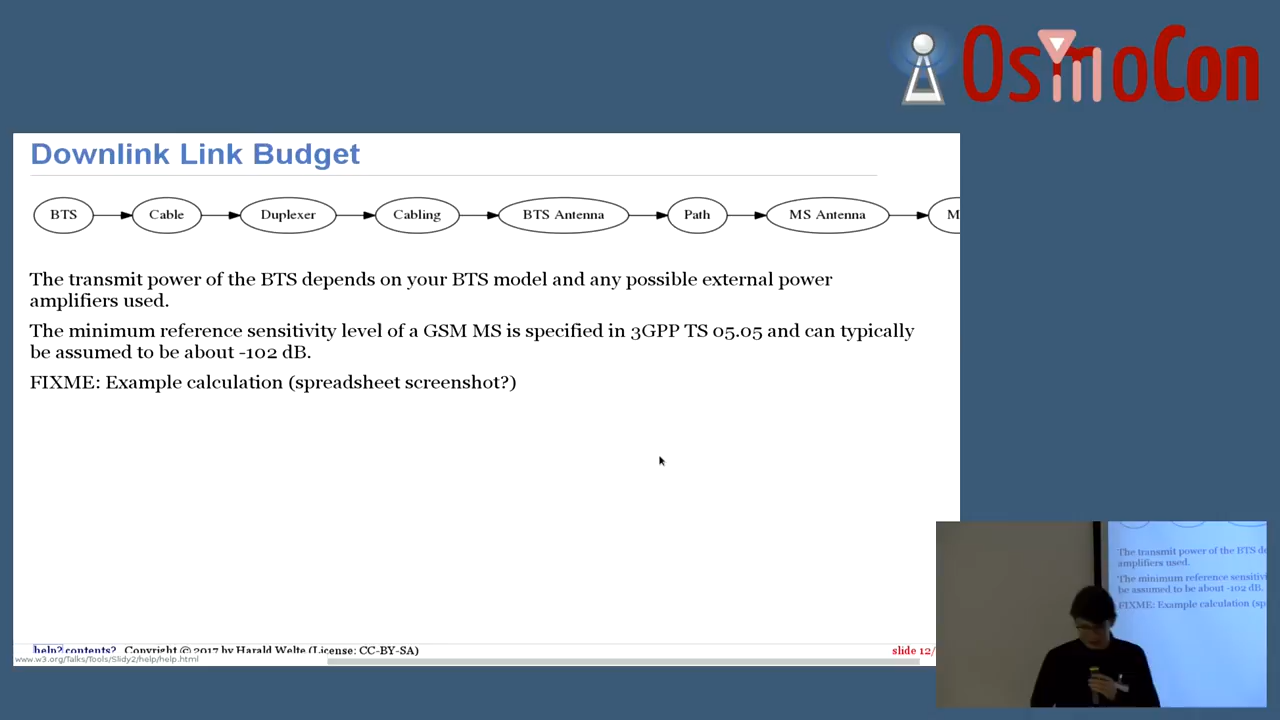 OsmoCon
Downlink Link Budget
BTS Cable Duplexer Cabling BTS Antenna Path MS Antenna M
The transmit power of the BTS depends on your BTS model and any possible external power
amplifiers used.
The minimum reference sensitivity level of a GSM MS is specified in 3GPP TS 05.05 and can typically
be assumed to be about -102 dB.
FIXME: Example calculation (spreadsheet screenshot?)
The transmit power of the BTS de
amplifiers used.
The minimum reference sensitivi
be assumed to be about -102 dB.
FIXME: Example calculation (sp
help? contents? Copyright © 2017 by Harald Welte (License: CC-BY-SA) slide 12/
www.w3.org/Talks/Tools/Slidy2/help/help.html